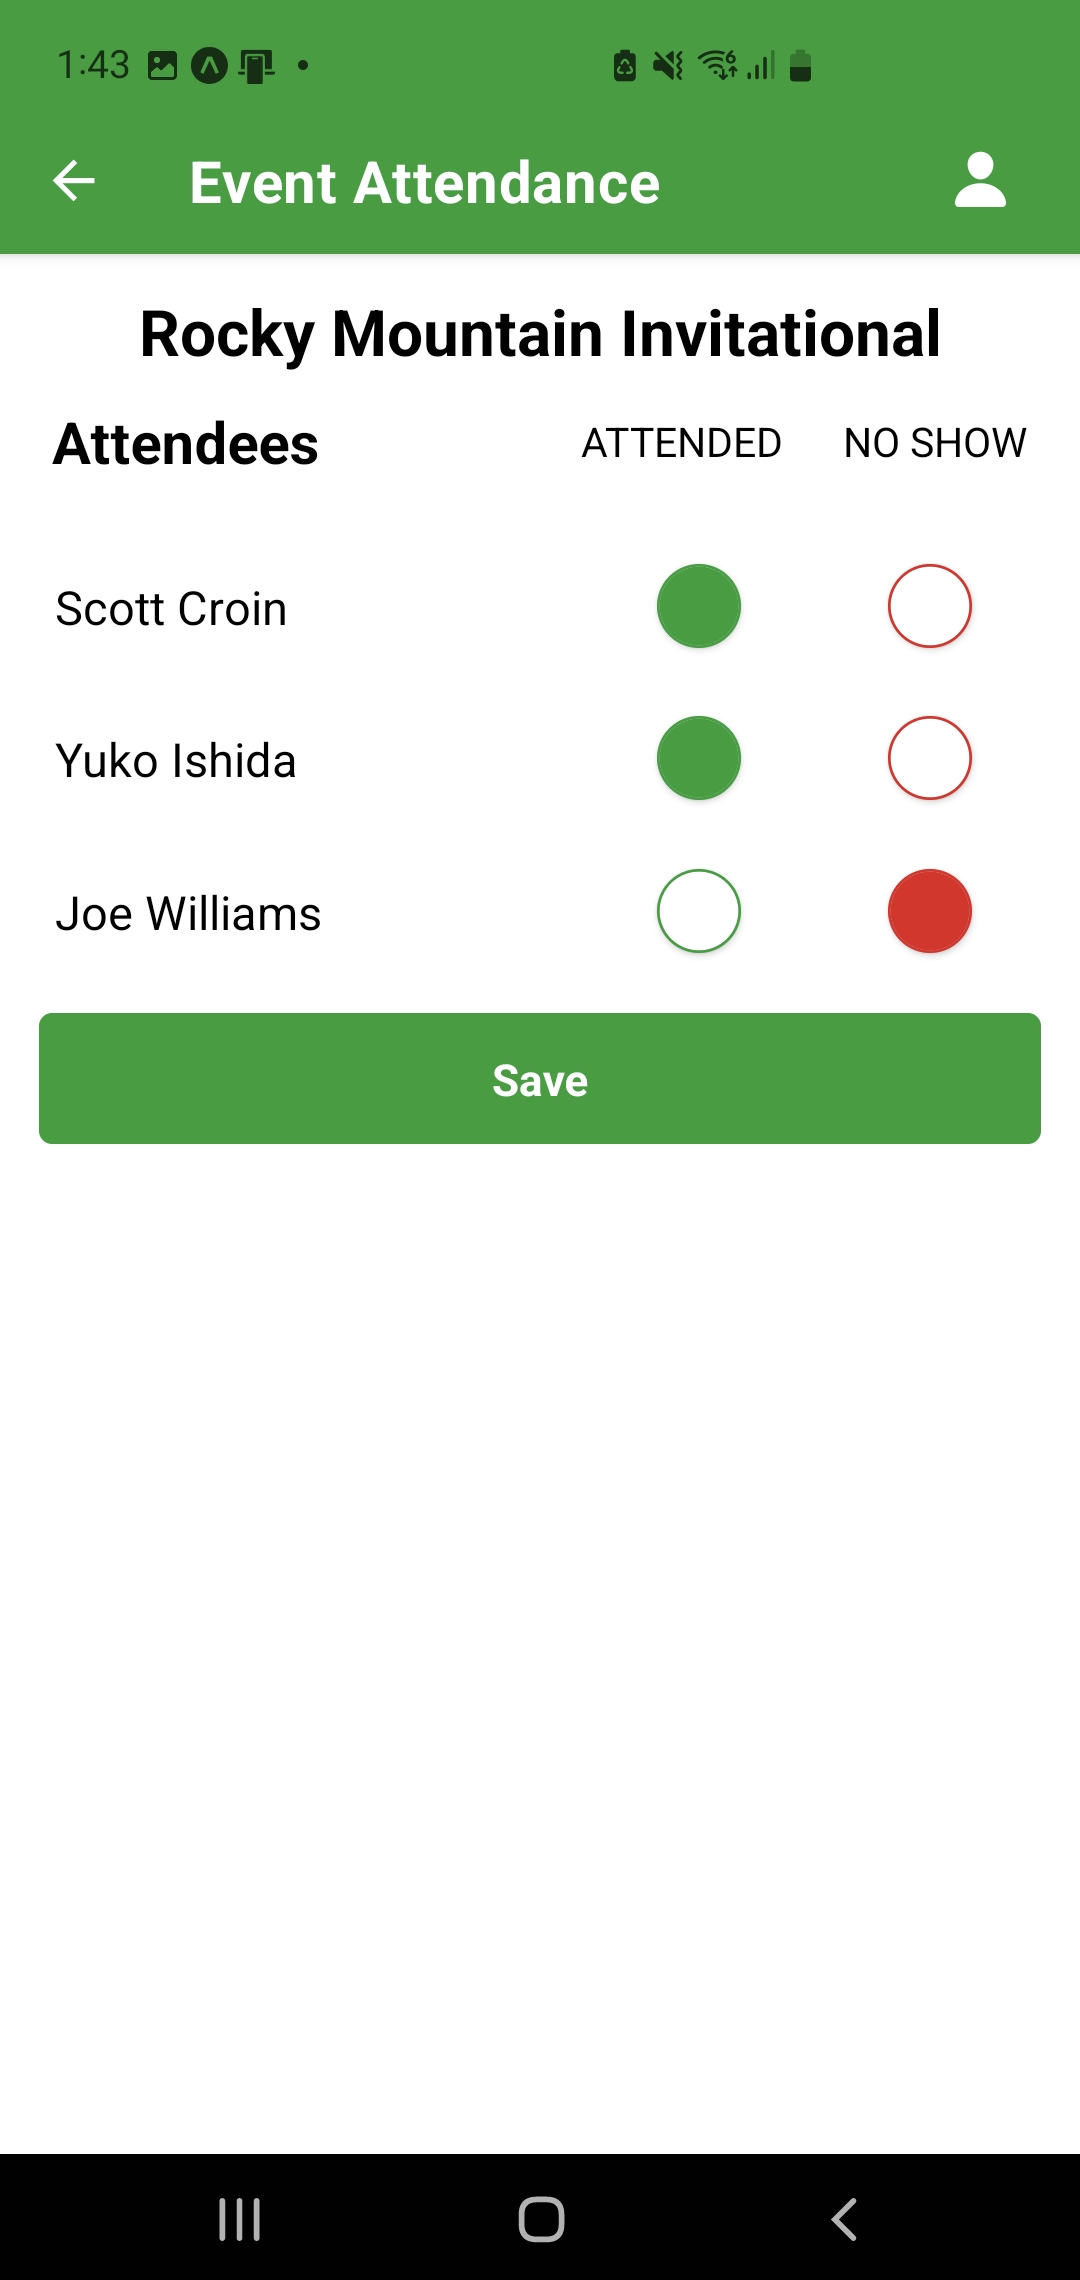 1:43
Event Attendance
Rocky Mountain Invitational
Attendees ATTENDED NO SHOW
Scott Croin
Yuko Ishida
Joe Williams
Save